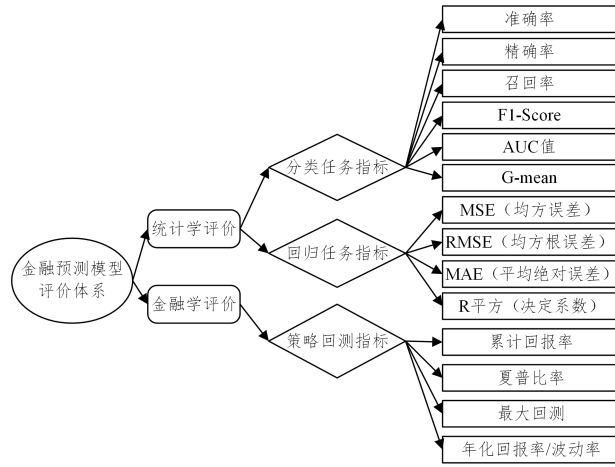 金融预测模型
评价体系
统计学评价
金融学评价
分类任务指标
回归任务指标
策略回测指标
准确率
精确率
召回率
F1-Score
AUC值
G-mean
MSE（均方误差）
RMSE（均方根误差）
MAE（平均绝对误差）
R平方（决定系数）
累计回报率
夏普比率
最大回测
年化回报率/波动率